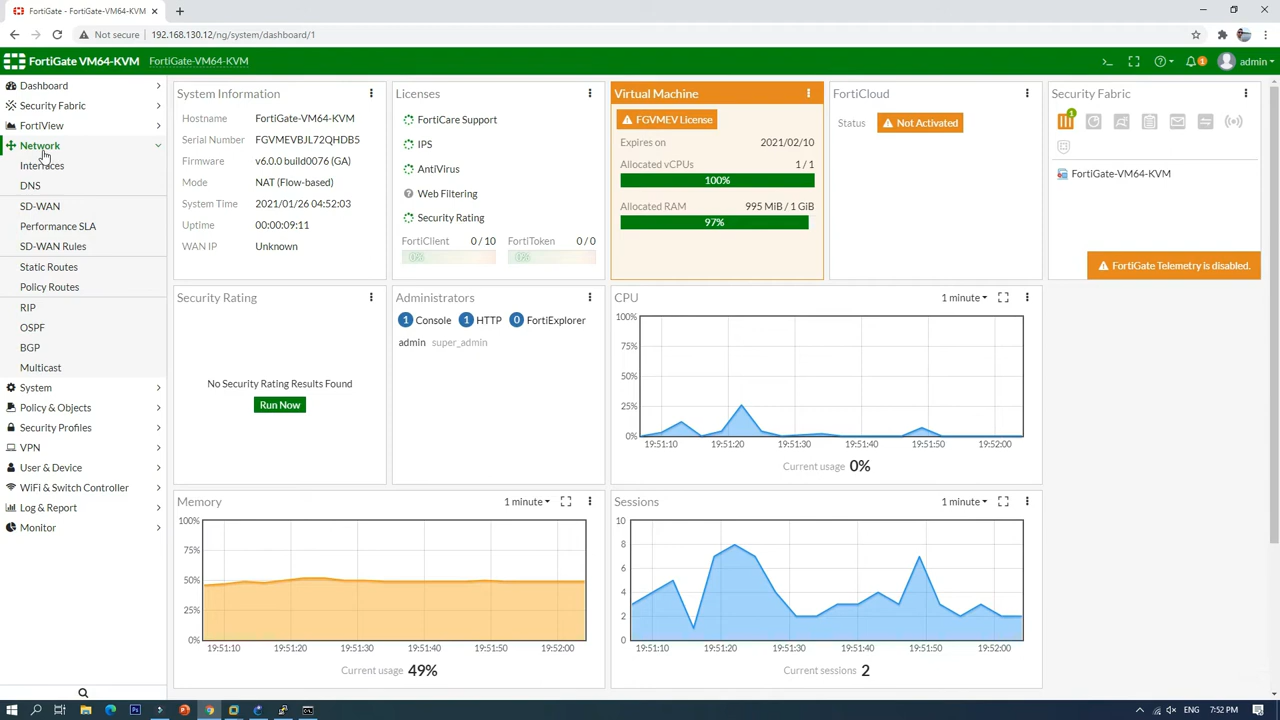 FortiGate - FortiGate-VM64-KVM
Not secure
192.168.130.12/ng/system/dashboard/1
FortiGate VM64-KVM
FortiGate-VM64-KVM
>_
1
admin
Dashboard
Security Fabric
FortiView
Network
Interfaces
DNS
SD-WAN
Performance SLA
SD-WAN Rules
Static Routes
Policy Routes
RIP
OSPF
BGP
Multicast
System
Policy & Objects
Security Profiles
VPN
User & Device
WiFi & Switch Controller
Log & Report
Monitor
System Information
Hostname FortiGate-VM64-KVM
Serial Number FGVMEVBJL72QHDB5
Firmware v6.0.0 build0076 (GA)
Mode NAT (Flow-based)
System Time 2021/01/26 04:52:03
Uptime 00:00:09:11
WAN IP Unknown
Licenses
FortiCare Support
IPS
AntiVirus
Web Filtering
Security Rating
FortiClient 0 / 10
FortiToken 0 / 0
0%
0%
Virtual Machine
FGVMEV License
Expires on 2021/02/10
Allocated vCPUs 1 / 1
100%
Allocated RAM 995 MiB / 1 GiB
97%
FortiCloud
Status Not Activated
Security Fabric
1
FortiGate-VM64-KVM
FortiGate Telemetry is disabled.
Security Rating
No Security Rating Results Found
Run Now
Administrators
1 Console 1 HTTP 0 FortiExplorer
admin super_admin
CPU
1 minute
100%
75%
50%
25%
0%
19:51:10 19:51:20 19:51:30 19:51:40 19:51:50 19:52:00
Current usage 0%
Memory
1 minute
100%
75%
50%
25%
0%
19:51:10 19:51:20 19:51:30 19:51:40 19:51:50 19:52:00
Current usage 49%
Sessions
1 minute
10
8
6
4
2
0
19:51:10 19:51:20 19:51:30 19:51:40 19:51:50 19:52:00
Current sessions 2
ENG 7:52 PM